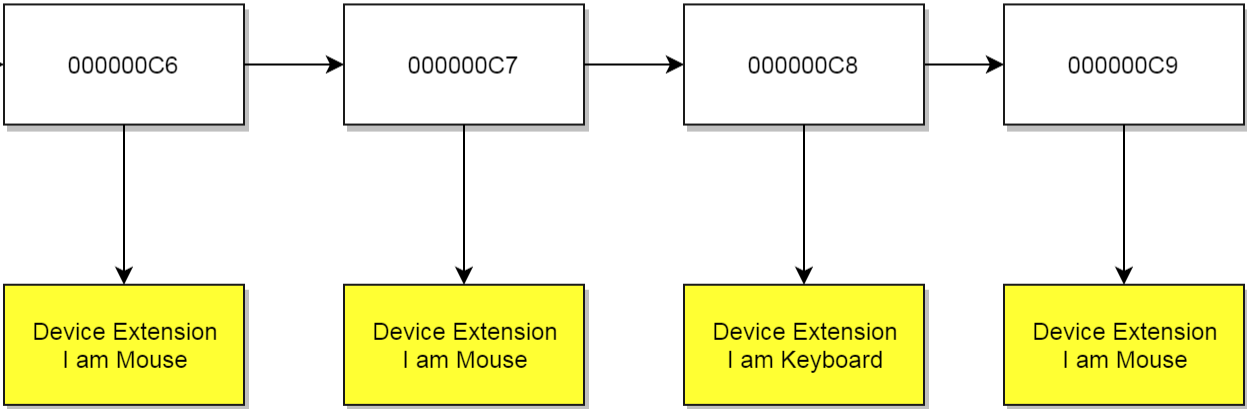 000000C6
000000C7
000000C8
000000C9
Device Extension
I am Mouse
Device Extension
I am Mouse
Device Extension
I am Keyboard
Device Extension
I am Mouse